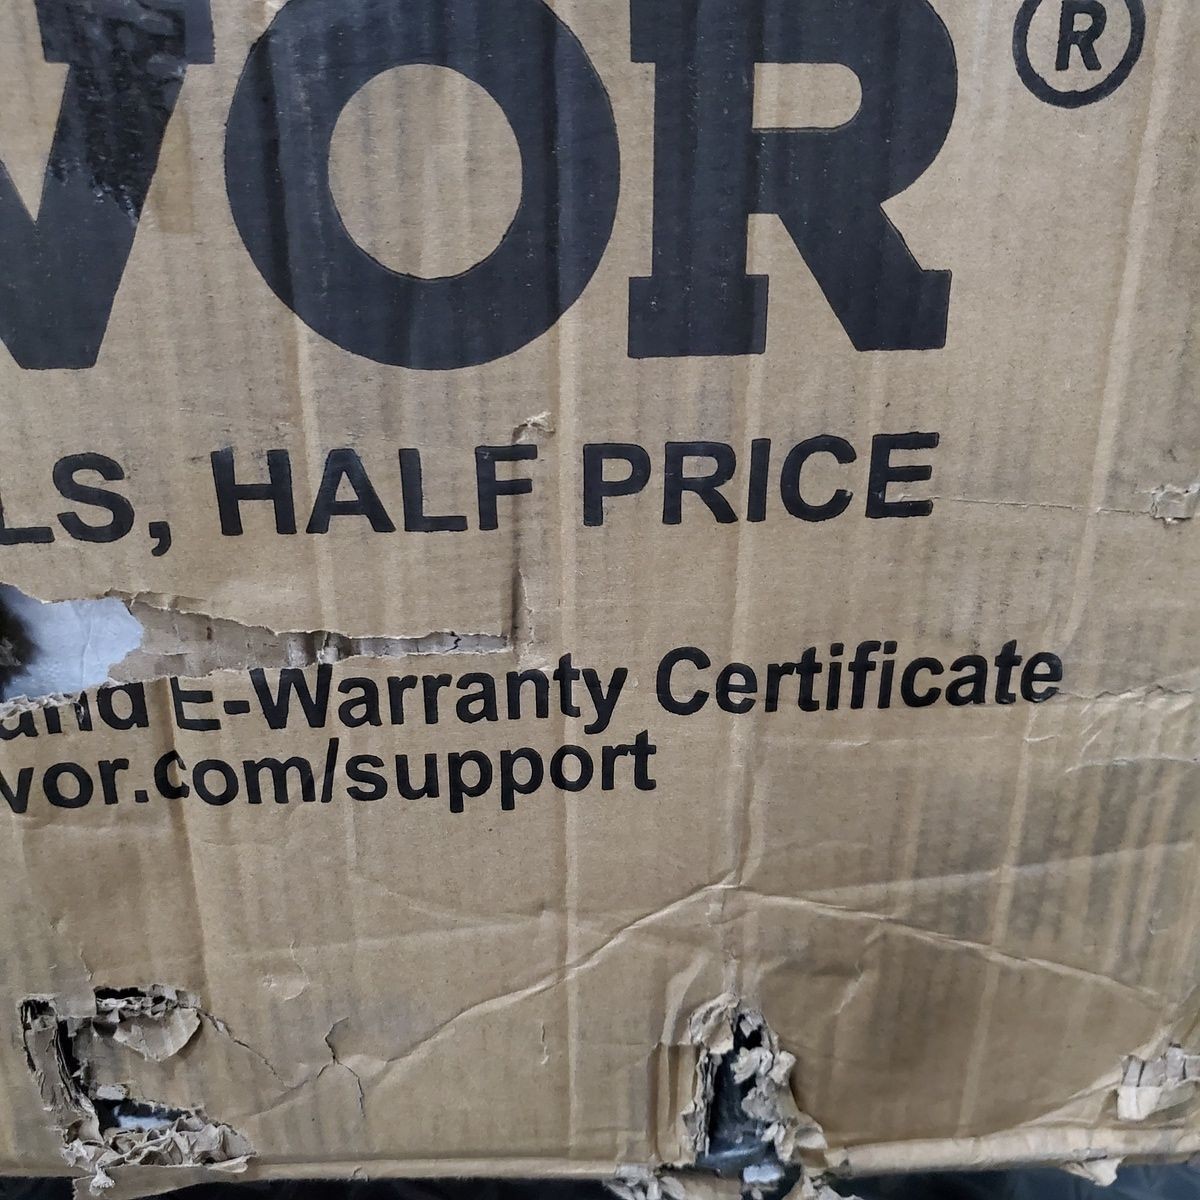 VOR®
LS, HALF PRICE
and E-Warranty Certificate
vor.com/support